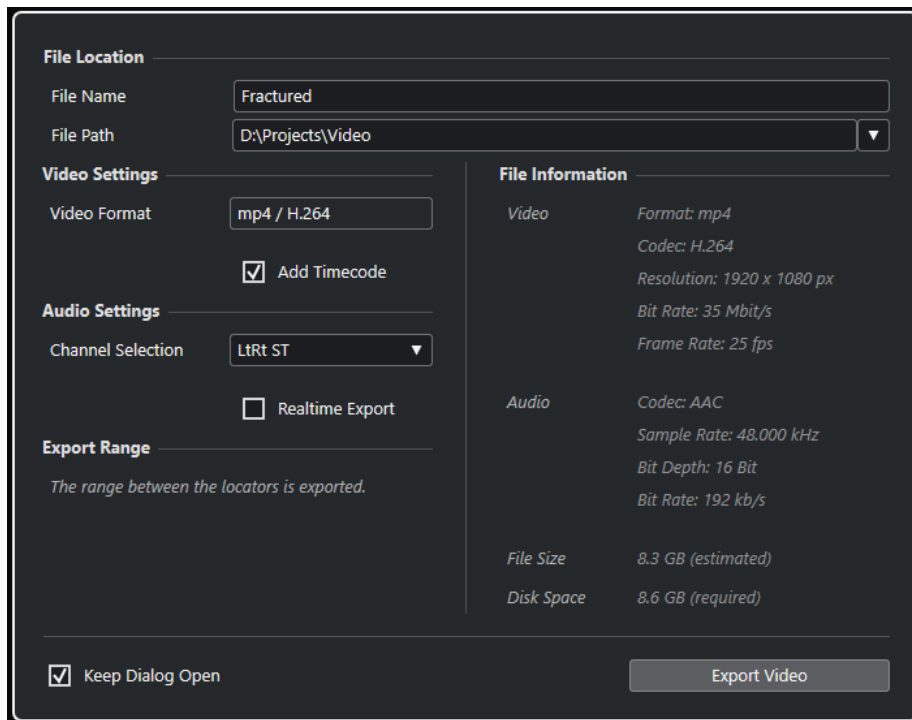 File Location
File Name Fractured
File Path D:\Projects\Video
Video Settings
Video Format mp4 / H.264
Add Timecode
Audio Settings
Channel Selection LtRt ST
Realtime Export
Export Range
The range between the locators is exported.
File Information
Video Format: mp4
Codec: H.264
Resolution: 1920 x 1080 px
Bit Rate: 35 Mbit/s
Frame Rate: 25 fps
Audio Codec: AAC
Sample Rate: 48.000 kHz
Bit Depth: 16 Bit
Bit Rate: 192 kb/s
File Size 8.3 GB (estimated)
Disk Space 8.6 GB (required)
Keep Dialog Open
Export Video